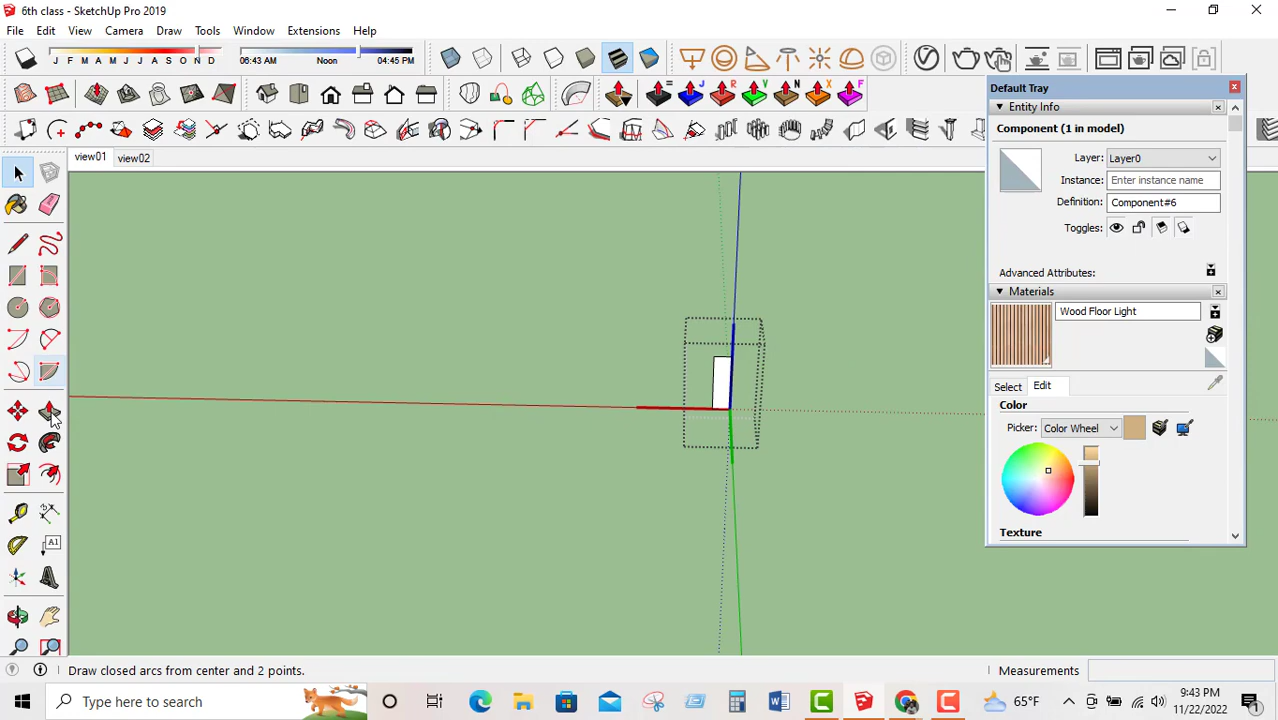 6th class - SketchUp Pro 2019
File Edit View Camera Draw Tools Window Extensions Help
J F M A M J J A S O N D
06:43 AM Noon 04:45 PM
= J R V N X F
view01 view02
Default Tray
Entity Info
Component (1 in model)
Layer: Layer0
Instance: Enter instance name
Definition: Component#6
Toggles:
Advanced Attributes:
Materials
Wood Floor Light
Select Edit
Color
Picker: Color Wheel
Texture
A1
Draw closed arcs from center and 2 points.
Measurements
Type here to search
65°F
9:43 PM
11/22/2022
1